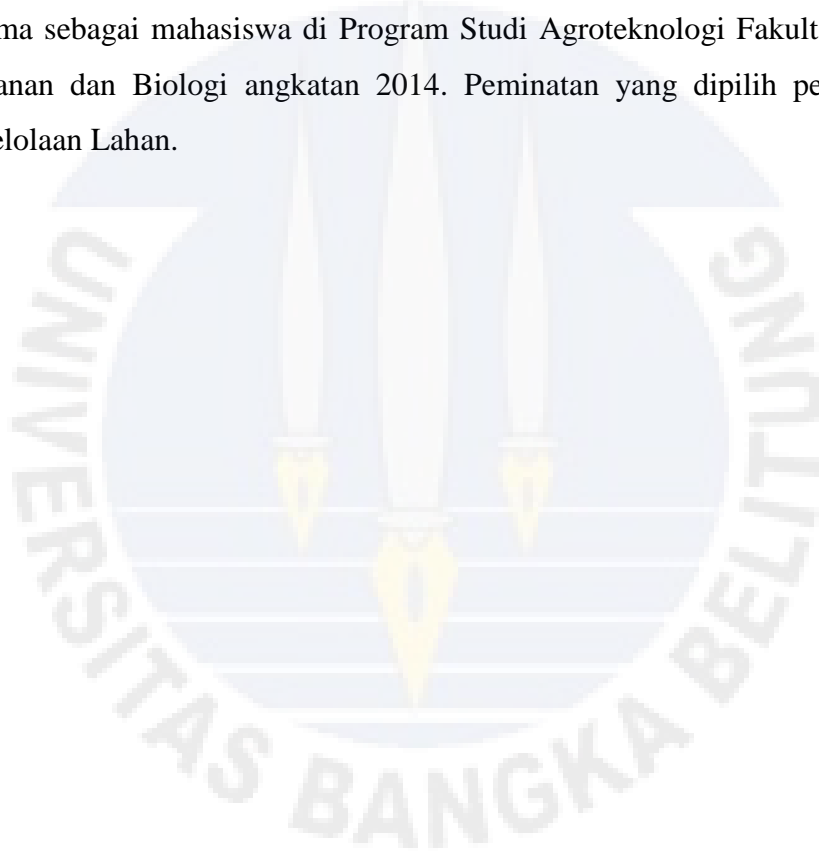 ma sebagai mahasiswa di Program Studi Agroteknologi Fakult
anan dan Biologi angkatan 2014. Peminatan yang dipilih pe
elolaan Lahan.
UNIVERSITAS BANGKA BELITUNG